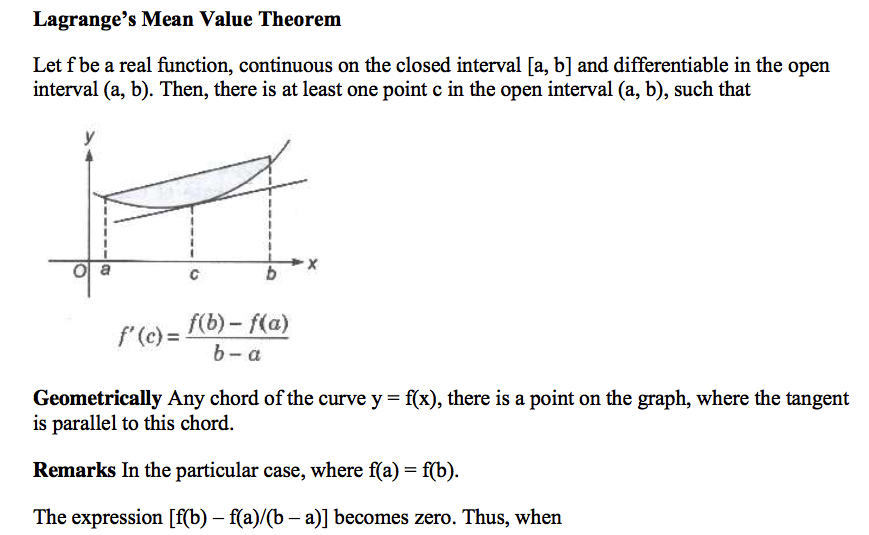 Lagrange’s Mean Value Theorem
Let f be a real function, continuous on the closed interval [a, b] and differentiable in the open
interval (a, b). Then, there is at least one point c in the open interval (a, b), such that
y
O a c b x
f'(c) = f(b) – f(a) / b – a
Geometrically Any chord of the curve y = f(x), there is a point on the graph, where the tangent
is parallel to this chord.
Remarks In the particular case, where f(a) = f(b).
The expression [f(b) – f(a)/(b – a)] becomes zero. Thus, when